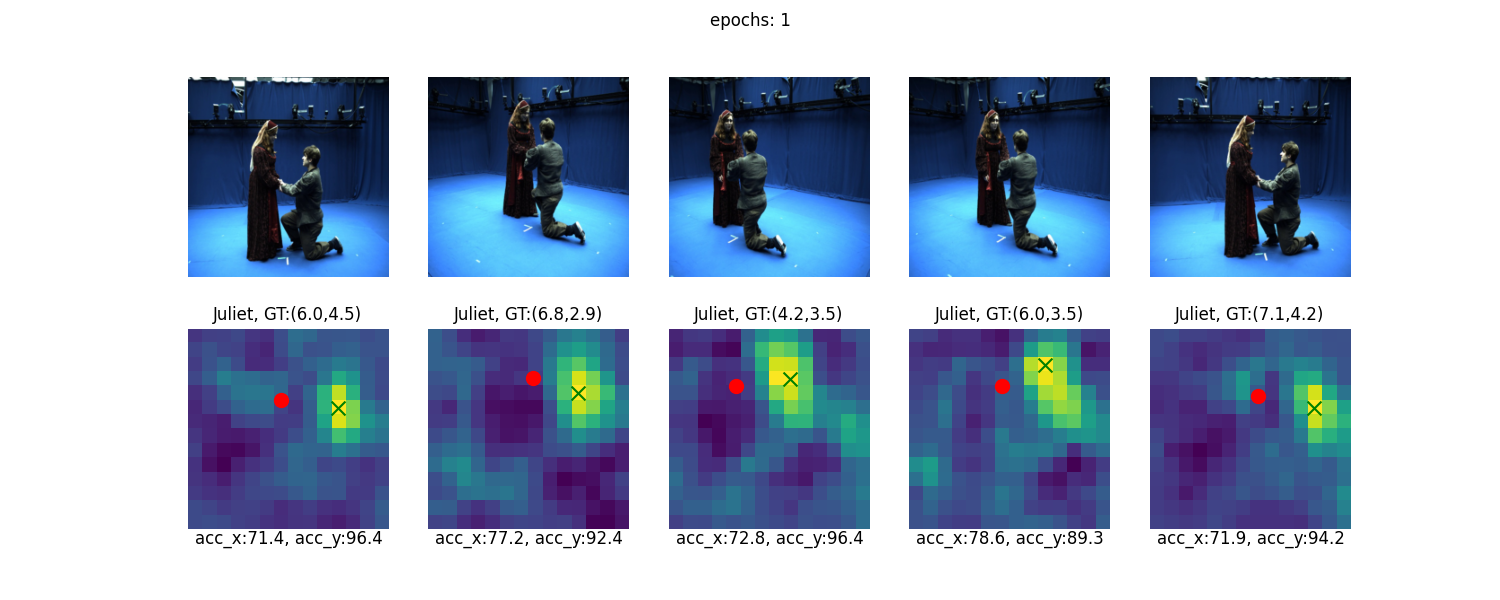 epochs: 1
Juliet, GT:(6.0,4.5)
Juliet, GT:(6.8,2.9)
Juliet, GT:(4.2,3.5)
Juliet, GT:(6.0,3.5)
Juliet, GT:(7.1,4.2)
acc_x:71.4, acc_y:96.4
acc_x:77.2, acc_y:92.4
acc_x:72.8, acc_y:96.4
acc_x:78.6, acc_y:89.3
acc_x:71.9, acc_y:94.2